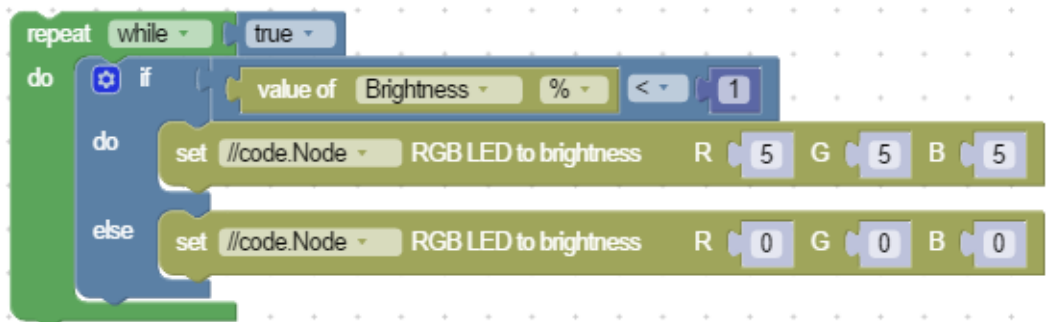 repeat while true
do if value of Brightness % < 1
do set //code.Node RGB LED to brightness R 5 G 5 B 5
else set //code.Node RGB LED to brightness R 0 G 0 B 0